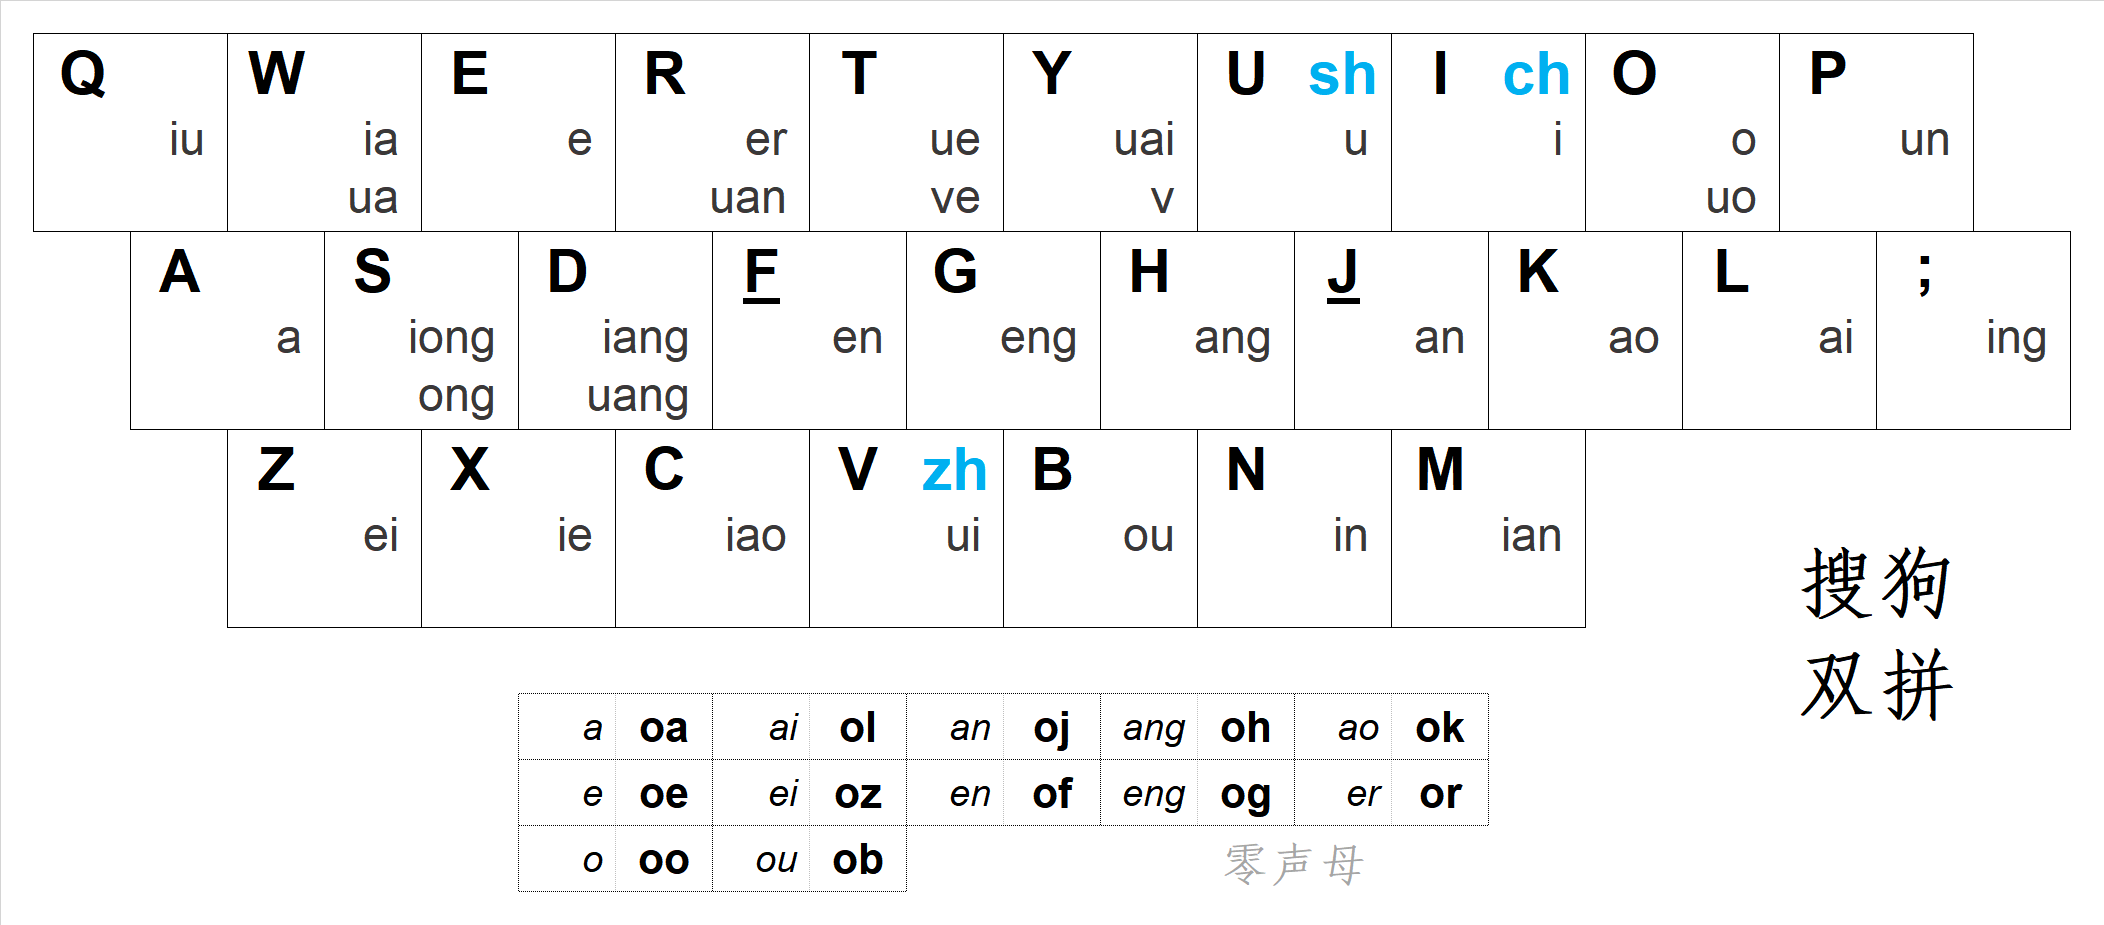 Q W E R T Y U sh I ch O P
iu ia e er ue uai u i o un
ua uan ve v uo
A S D F G H J K L ;
a iong iang en eng ang an ao ai ing
ong uang
Z X C V zh B N M
ei ie iao ui ou in ian
搜狗
双拼
a oa ai ol an oj ang oh ao ok
e oe ei oz en of eng og er or
o oo ou ob
零声母